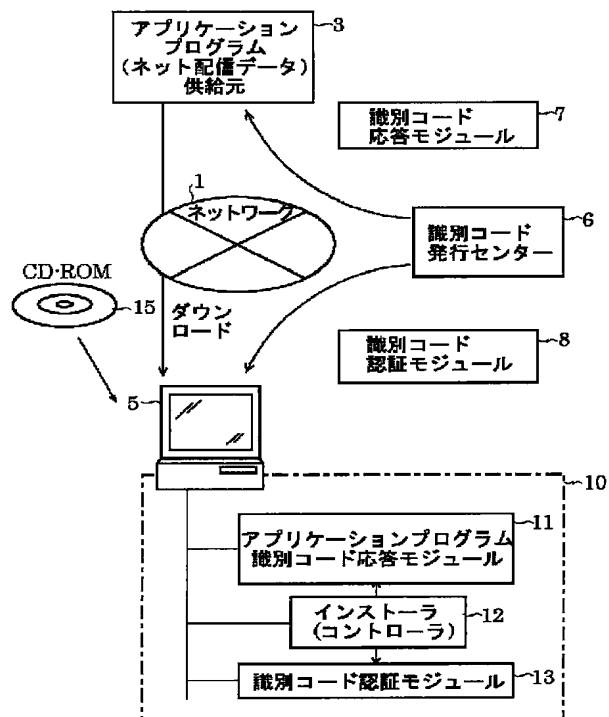 アプリケーション
プログラム
(ネット配信データ)
供給元
3
識別コード
応答モジュール
7
1
ネットワーク
識別コード
発行センター
6
CD·ROM
15
ダウン
ロード
識別コード
認証モジュール
8
5
10
アプリケーションプログラム
識別コード応答モジュール
11
インストーラ
(コントローラ)
12
識別コード認証モジュール
13